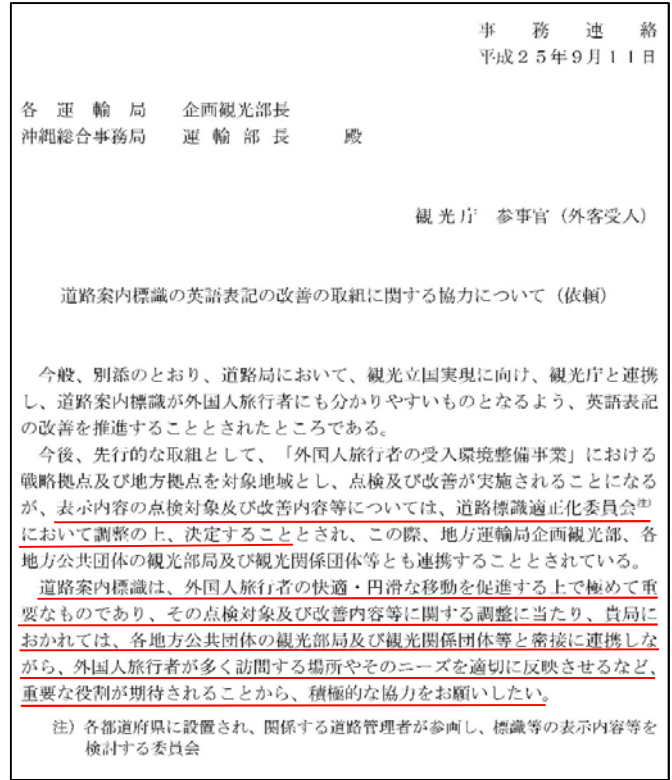 事　務　連　絡
平成２５年９月１１日
各　運　輸　局　　企画観光部長
沖縄総合事務局　　運　輸　部　長　　　殿
観光庁　参事官（外客受入）
道路案内標識の英語表記の改善の取組に関する協力について（依頼）
今般、別添のとおり、道路局において、観光立国実現に向け、観光庁と連携
し、道路案内標識が外国人旅行者にも分かりやすいものとなるよう、英語表記
の改善を推進することとされたところである。
今後、先行的な取組として、「外国人旅行者の受入環境整備事業」における
戦略拠点及び地方拠点を対象地域とし、点検及び改善が実施されることになる
が、表示内容の点検対象及び改善内容等については、道路標識適正化委員会注）
において調整の上、決定することとされ、この際、地方運輸局企画観光部、各
地方公共団体の観光部局及び観光関係団体等とも連携することとされている。
道路案内標識は、外国人旅行者の快適・円滑な移動を促進する上で極めて重
要なものであり、その点検対象及び改善内容等に関する調整に当たり、貴局に
おかれては、各地方公共団体の観光部局及び観光関係団体等と密接に連携しな
がら、外国人旅行者が多く訪問する場所やそのニーズを適切に反映させるなど、
重要な役割が期待されることから、積極的な協力をお願いしたい。
注）各都道府県に設置され、関係する道路管理者が参画し、標識等の表示内容等を
検討する委員会